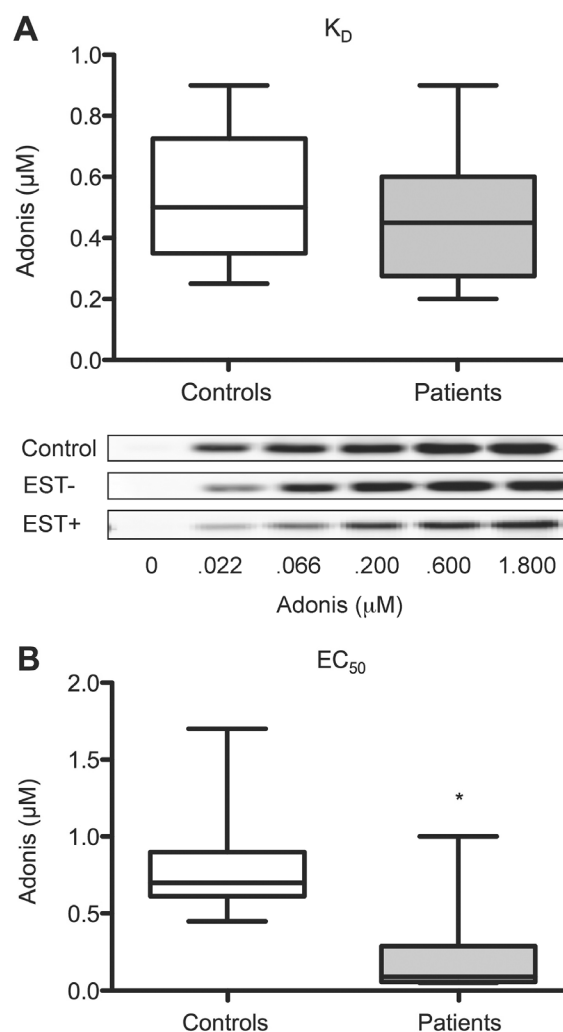 A
K_D
1.0
0.8
0.6
0.4
0.2
0.0
Adonis (µM)
Controls Patients
Control
EST-
EST+
0 .022 .066 .200 .600 1.800
Adonis (µM)
B
EC50
2.0
1.5
1.0
0.5
0.0
Adonis (µM)
*
Controls Patients